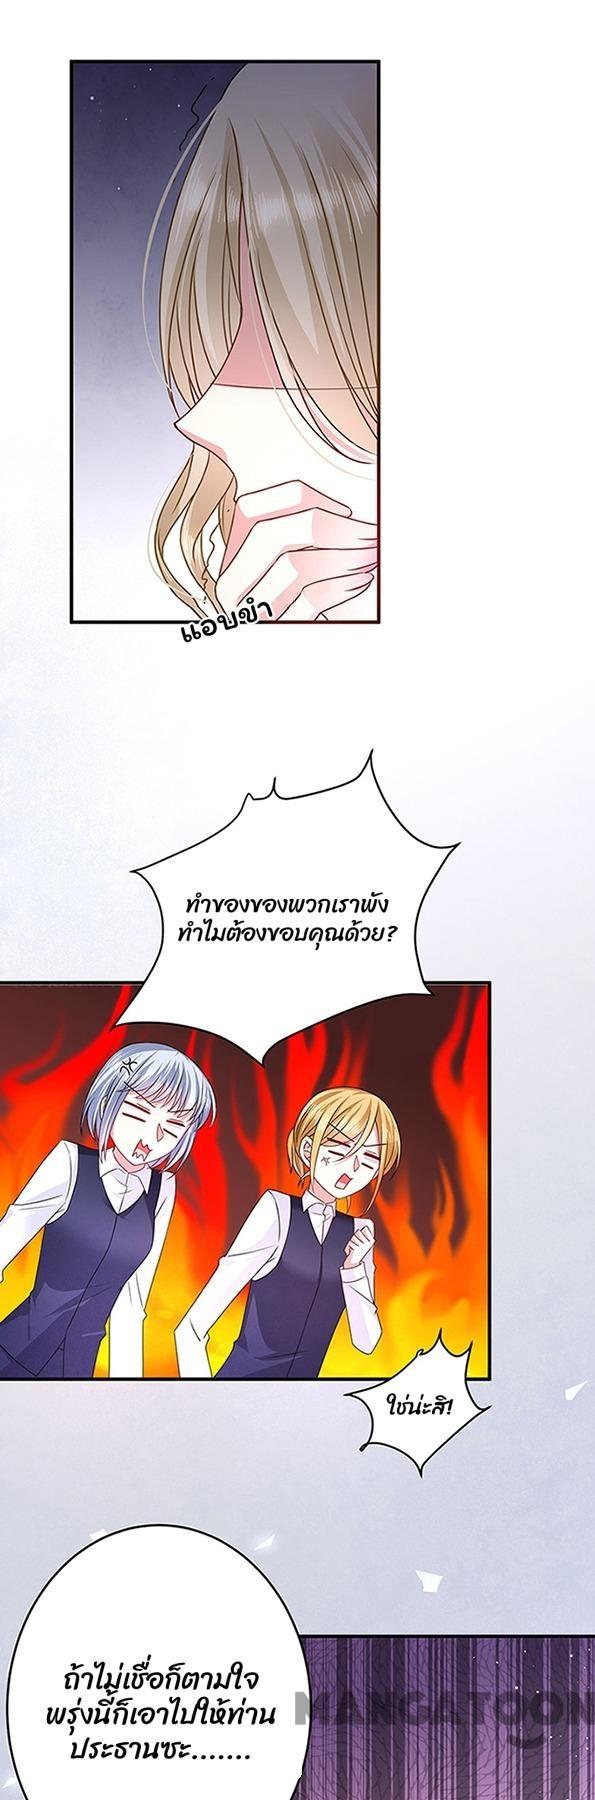 แอบขำ
ทำของของพวกเราพัง
ทำไมต้องขอบคุณด้วย?
ใช่น่ะสิ!
ถ้าไม่เชื่อก็ตามใจ
พรุ่งนี้ก็เอาไปให้ท่าน
ประธานซะ.......
MANGATOON